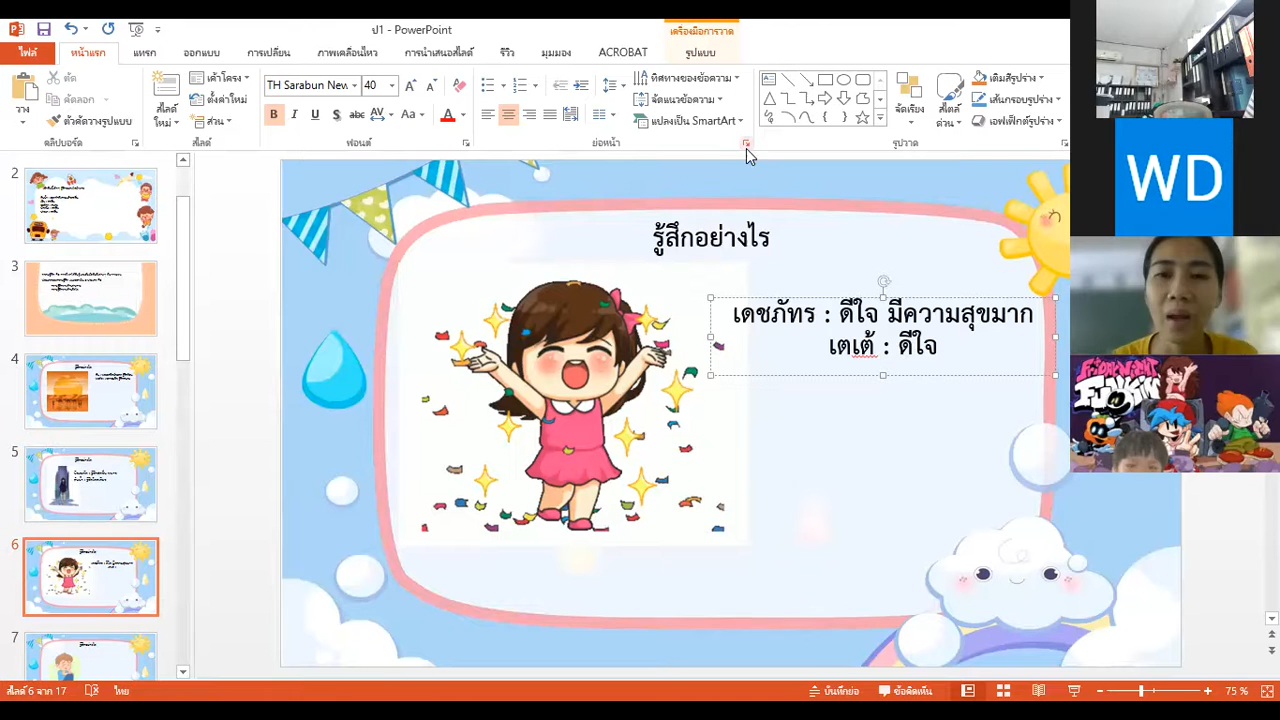 ป1 - PowerPoint
เครื่องมือการวาด
ไฟล์
หน้าแรก
แทรก
ออกแบบ
การเปลี่ยน
ภาพเคลื่อนไหว
การนำเสนอสไลด์
รีวิว
มุมมอง
ACROBAT
รูปแบบ
วาง
ตัด
คัดลอก
ตัวคัดวางรูปแบบ
คลิปบอร์ด
สไลด์
ใหม่
เค้าโครง
ตั้งค่าใหม่
ส่วน
สไลด์
TH Sarabun New
40
B I U S abc AV Aa A
ฟอนต์
ทิศทางของข้อความ
จัดแนวข้อความ
แปลงเป็น SmartArt
ย่อหน้า
จัดเรียง
สไตล์
ด่วน
เติมสีรูปร่าง
เส้นกรอบรูปร่าง
เอฟเฟ็กต์รูปร่าง
รูปวาด
WD
FRIDAY NIGHT
FUNKIN
2
3
4
5
6
7
รู้สึกอย่างไร
เดชภัทร : ดีใจ มีความสุขมาก
เตเต้ : ดีใจ
สไลด์ 6 จาก 17
ไทย
บันทึกย่อ
ข้อคิดเห็น
75 %